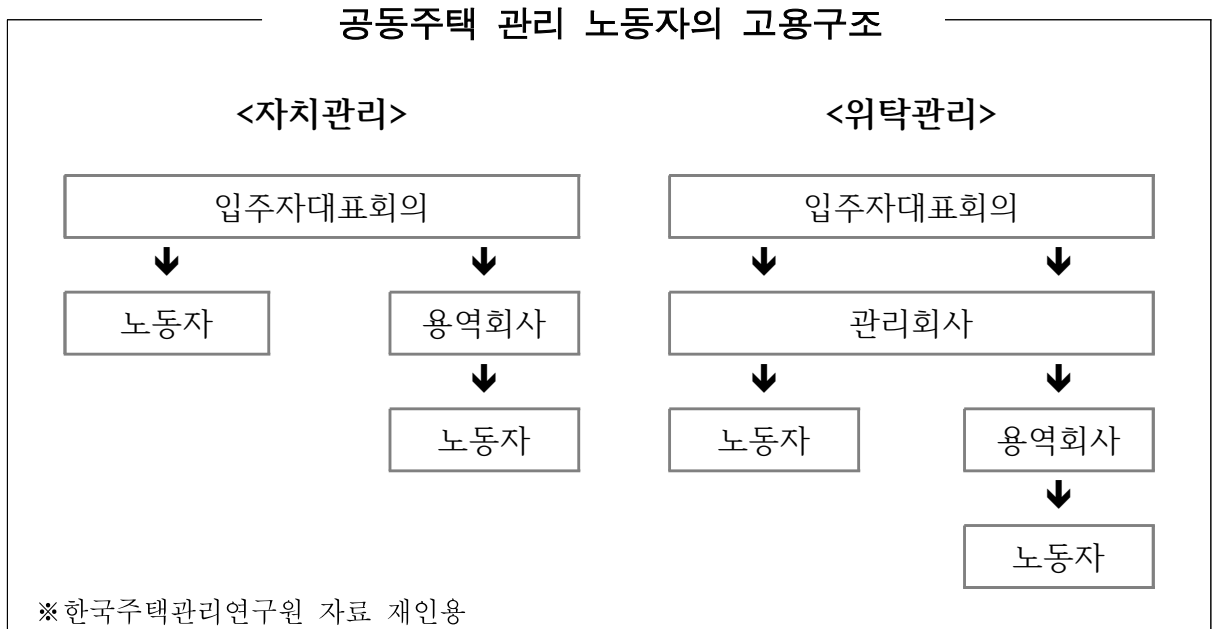 공동주택 관리 노동자의 고용구조
<자치관리> <위탁관리>
입주자대표회의 입주자대표회의
노동자 용역회사 관리회사
노동자 노동자 용역회사
노동자
※한국주택관리연구원 자료 재인용